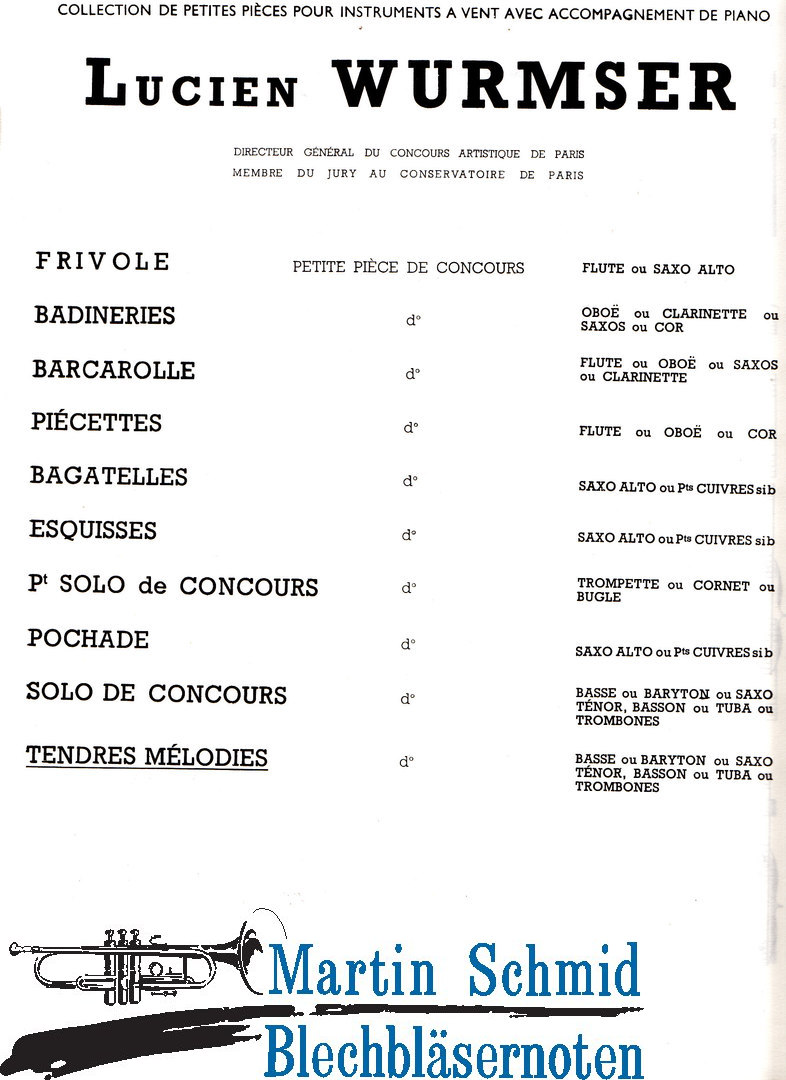 COLLECTION DE PETITES PIÈCES POUR INSTRUMENTS A VENT AVEC ACCOMPAGNEMENT DE PIANO
LUCIEN WURMSER
DIRECTEUR GÉNÉRAL DU CONCOURS ARTISTIQUE DE PARIS
MEMBRE DU JURY AU CONSERVATOIRE DE PARIS
FRIVOLE PETITE PIÈCE DE CONCOURS FLUTE ou SAXO ALTO
BADINERIES d° OBOË ou CLARINETTE ou
SAXOS ou COR
BARCAROLLE d° FLUTE ou OBOË ou SAXOS
ou CLARINETTE
PIÉCETTES d° FLUTE ou OBOË ou COR
BAGATELLES d° SAXO ALTO ou Pts CUIVRES sib
ESQUISSES d° SAXO ALTO ou Pts CUIVRES sib
Pt SOLO de CONCOURS d° TROMPETTE ou CORNET ou
BUGLE
POCHADE d° SAXO ALTO ou Pts CUIVRES sib
SOLO DE CONCOURS d° BASSE ou BARYTON ou SAXO
TÉNOR, BASSON ou TUBA ou
TROMBONES
TENDRES MÉLODIES d° BASSE ou BARYTON ou SAXO
TÉNOR, BASSON ou TUBA ou
TROMBONES
Martin Schmid
Blechbläsernoten